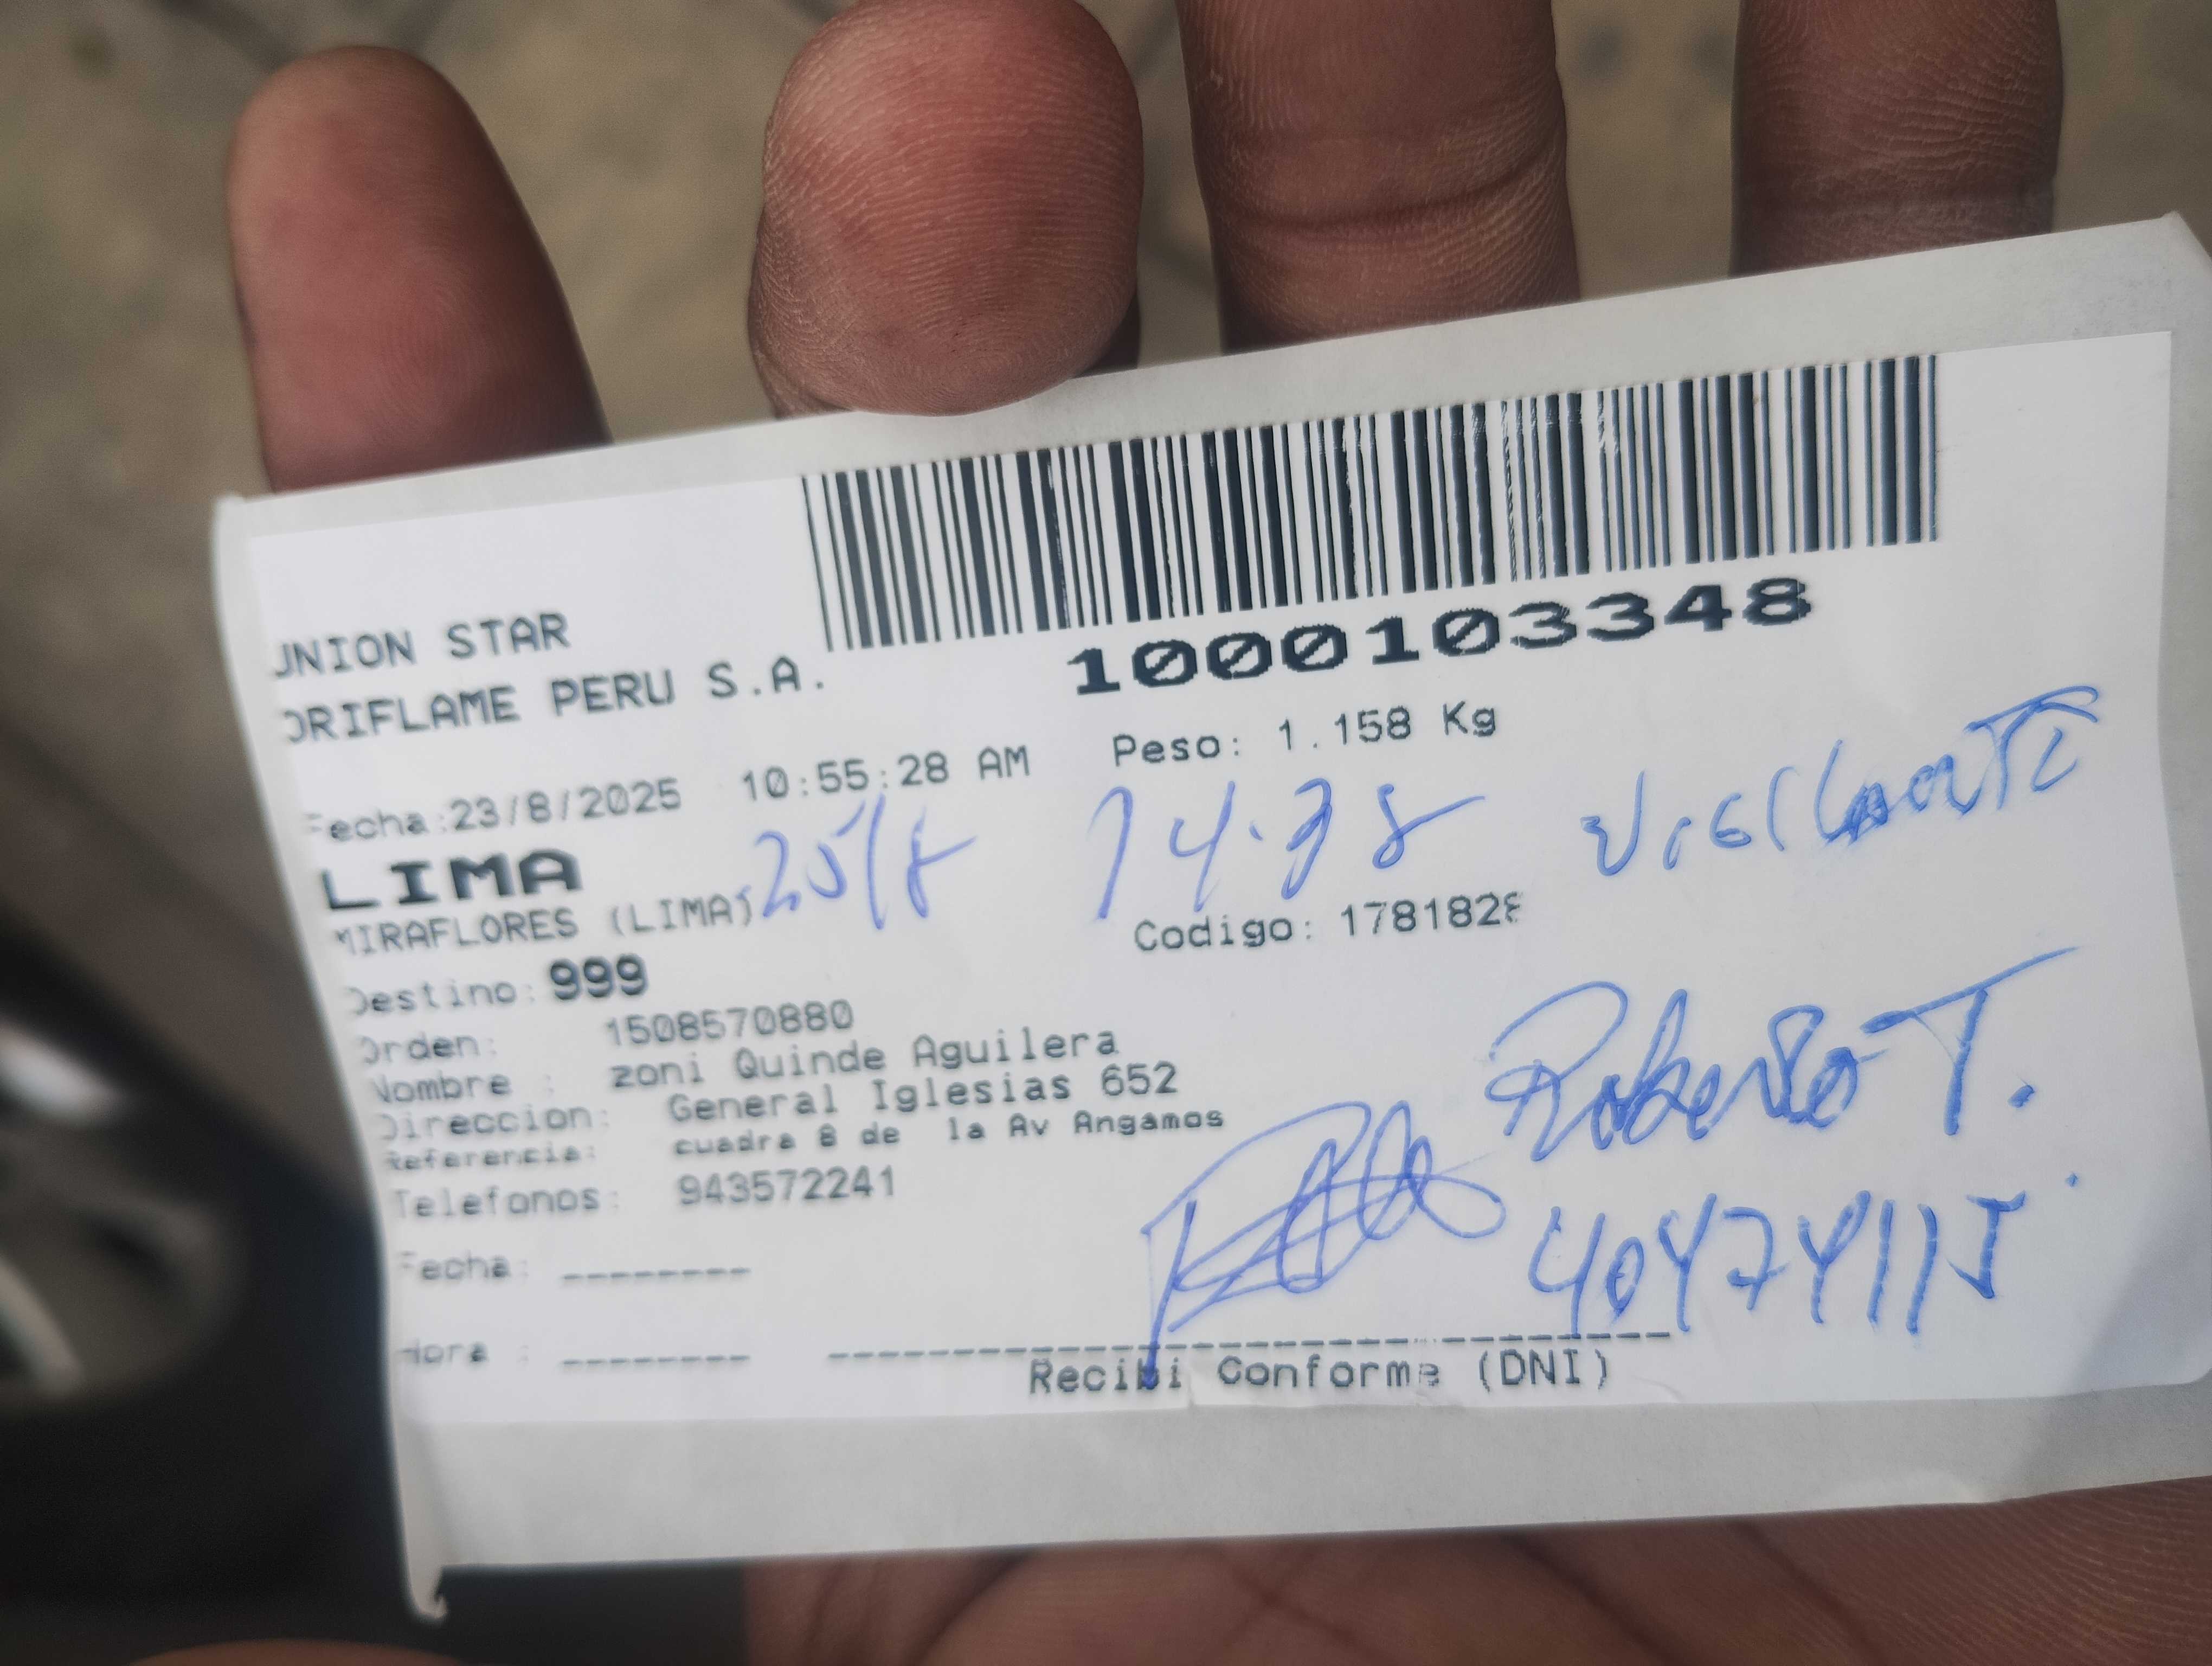 UNION STAR
ORIFLAME PERU S.A.
1000103348
Fecha:23/8/2025 10:55:28 AM Peso: 1.158 Kg
LIMA 25/8 14.38 VIGILANTE
MIRAFLORES (LIMA) Codigo: 1781828
Destino: 999
Orden: 1508570880
Nombre : zoni Quinde Aguilera
Direccion: General Iglesias 652
Referencia: cuadra 8 de la Av Angamos
Telefonos: 943572241
Roberto T.
40474115
Fecha: --------
Hora : --------
Recibi Conforme (DNI)